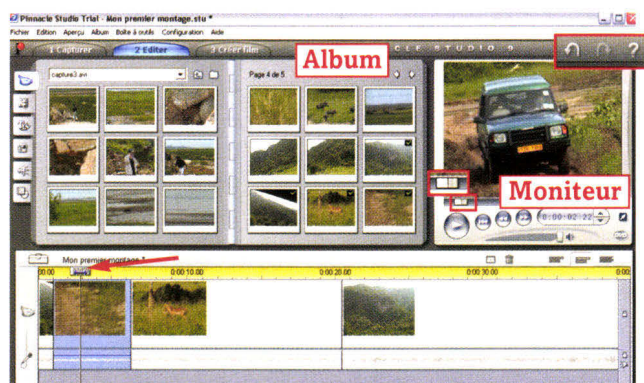 Pinnacle Studio Trial - Mon premier montage.stu *
Fichier Edition Aperçu Album Boîte à outils Configuration Aide
1 Capturer 2 Editer 3 Créer film CLE STUDIO 9
Album
?
capture3.avi
Page 4 de 5
Moniteur
0:00:02.22
Mon premier montage *
00.00 0:00:10.00 0:00:20.00 0:00:30.00 0:00